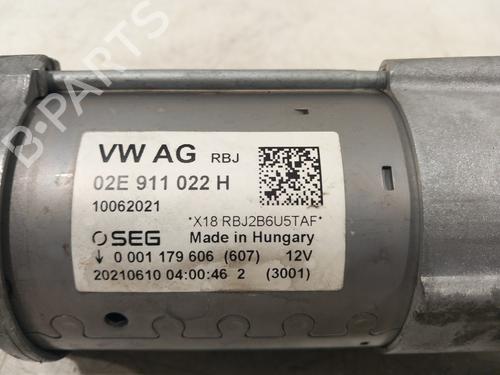 VW AG RBJ
02E 911 022 H
10062021
*X18 RBJ2B6U5TAF*
SEG Made in Hungary
↓ 0 001 179 606 (607) 12V
20210610 04:00:46 2 (3001)
B-PARTS